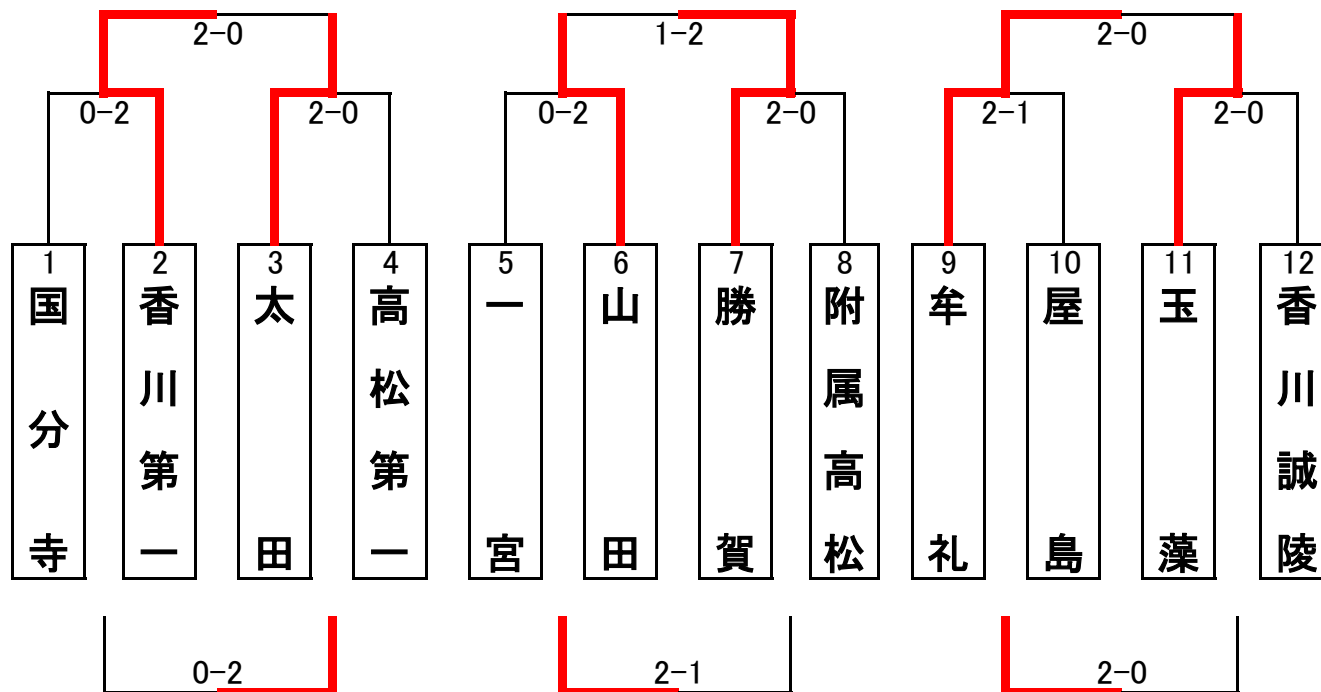 2-0
1-2
2-0
0-2
2-0
0-2
2-0
2-1
2-0
1
国分寺
2
香川第一
3
太田
4
高松第一
5
一宮
6
山田
7
勝賀
8
附属高松
9
牟礼
10
屋島
11
玉藻
12
香川誠陵
0-2
2-1
2-0